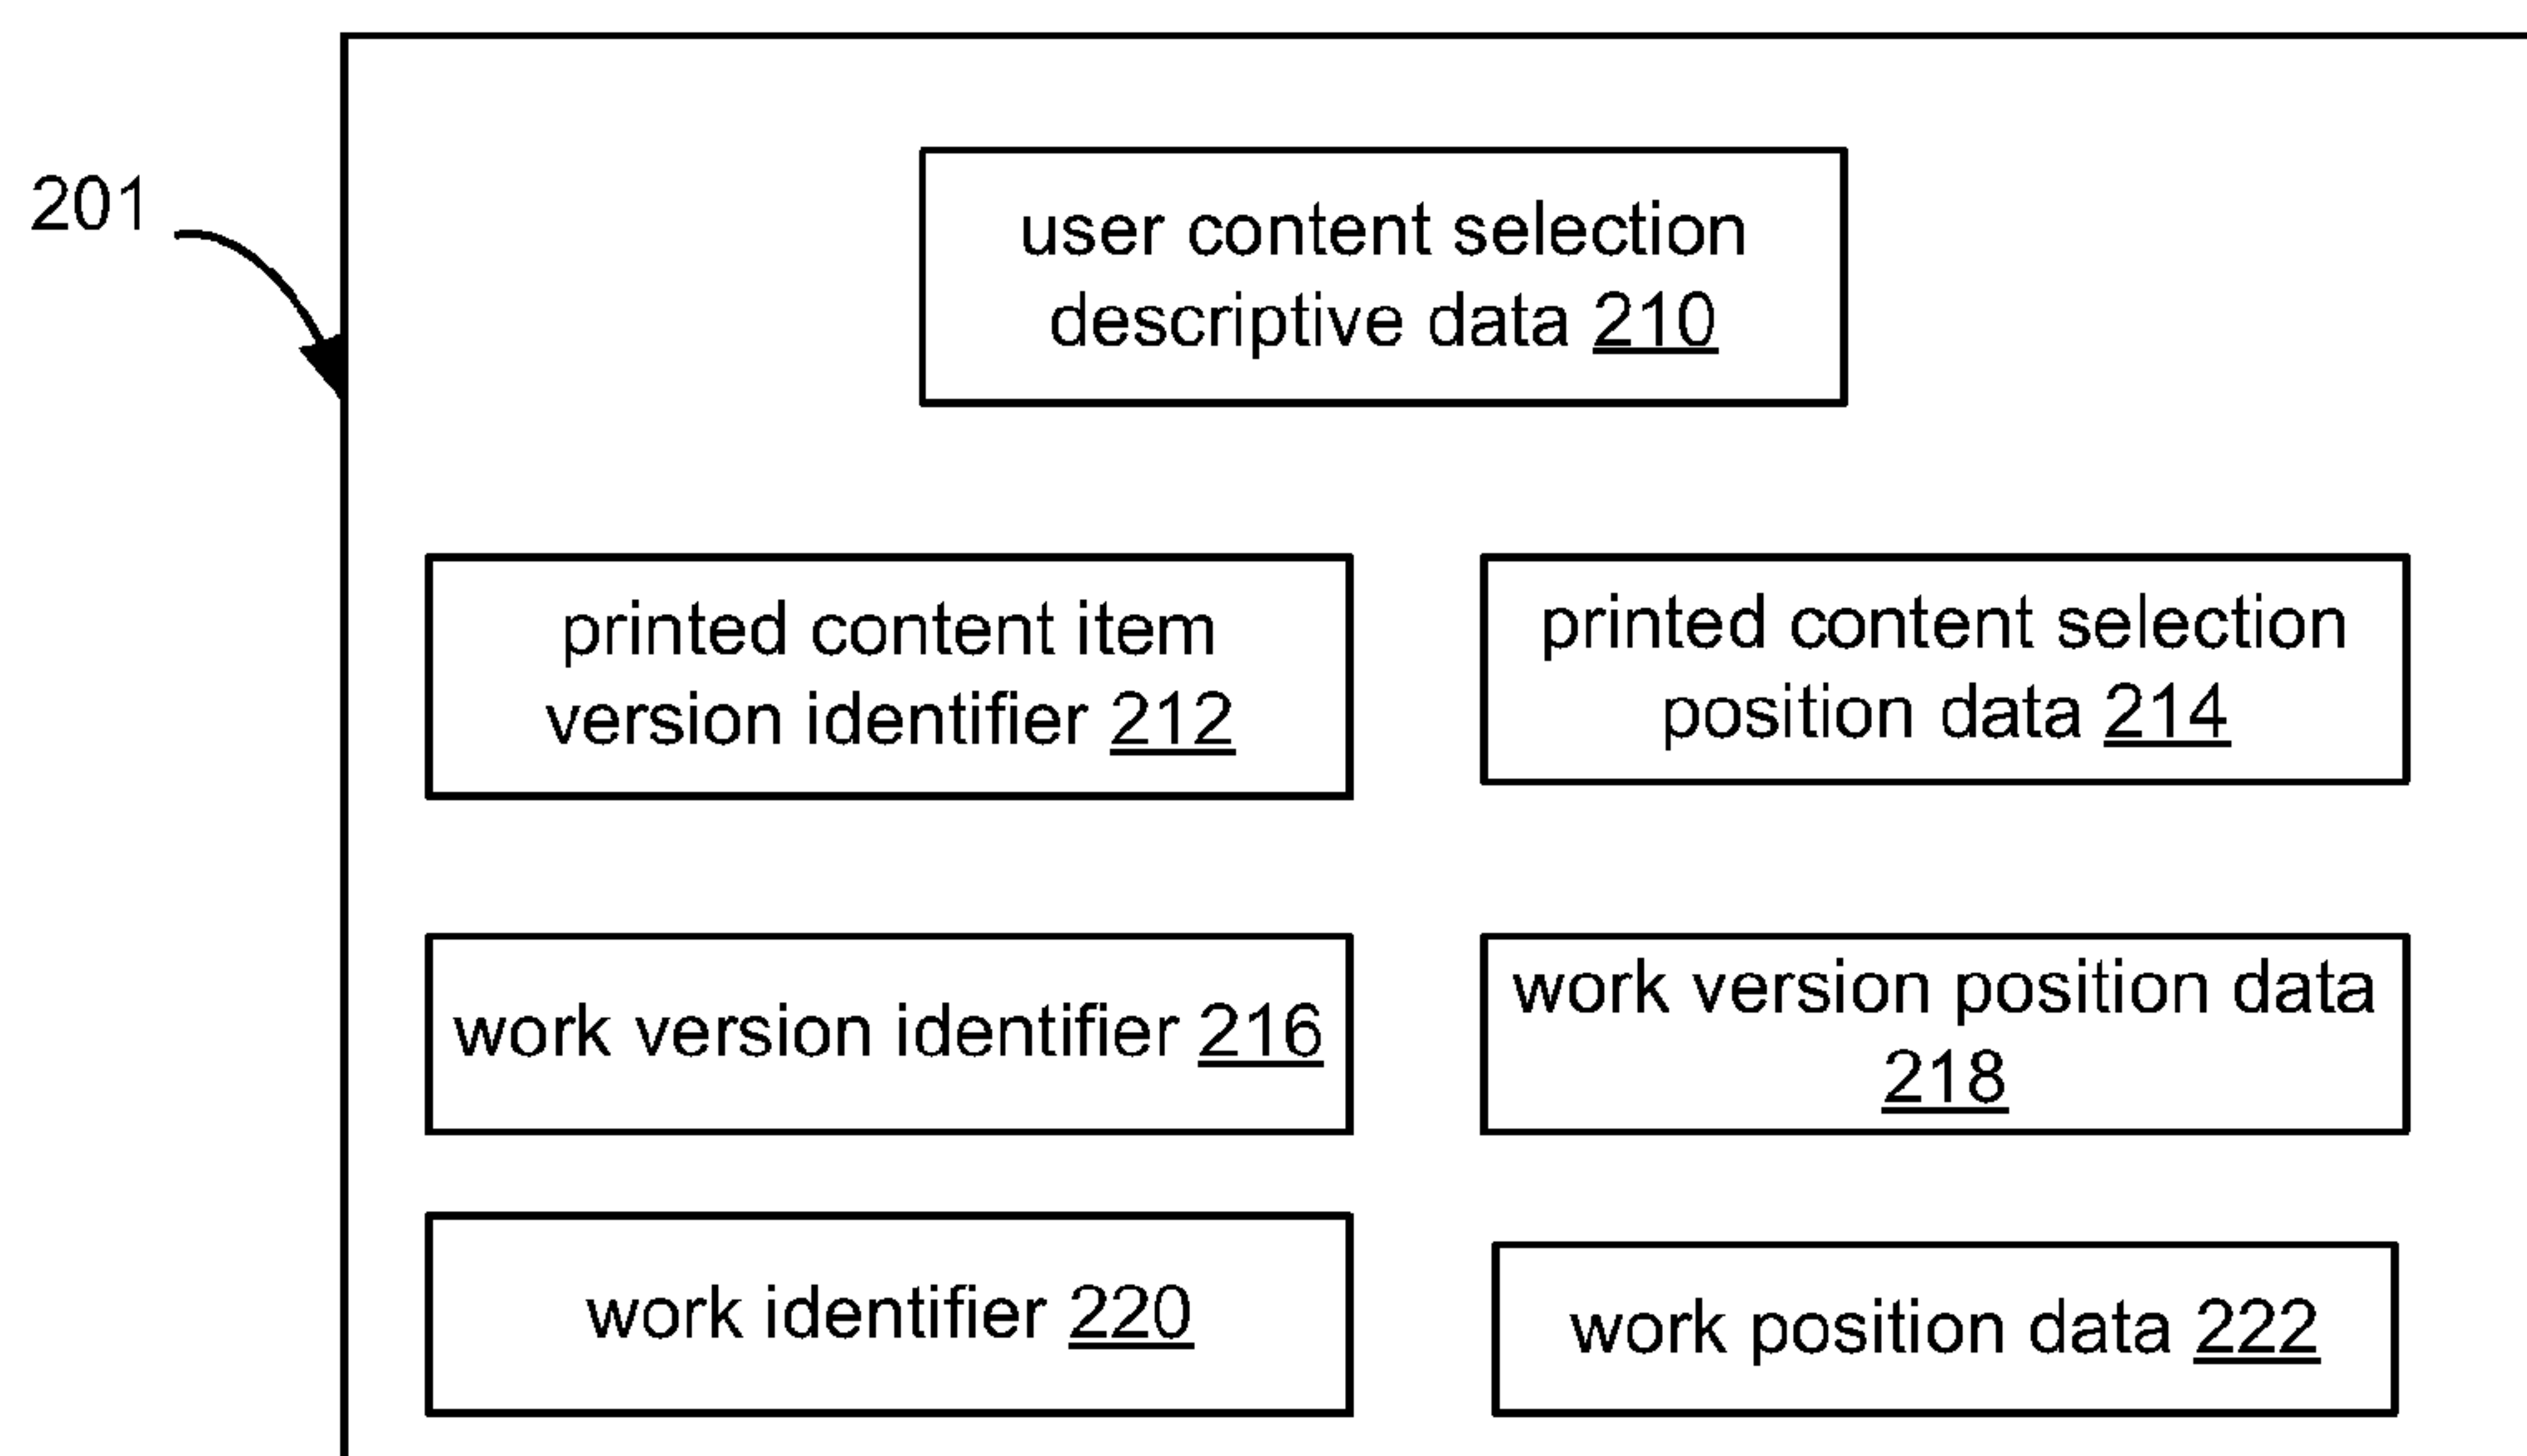 201
user content selection
descriptive data 210
printed content item
version identifier 212
printed content selection
position data 214
work version identifier 216
work version position data
218
work identifier 220
work position data 222